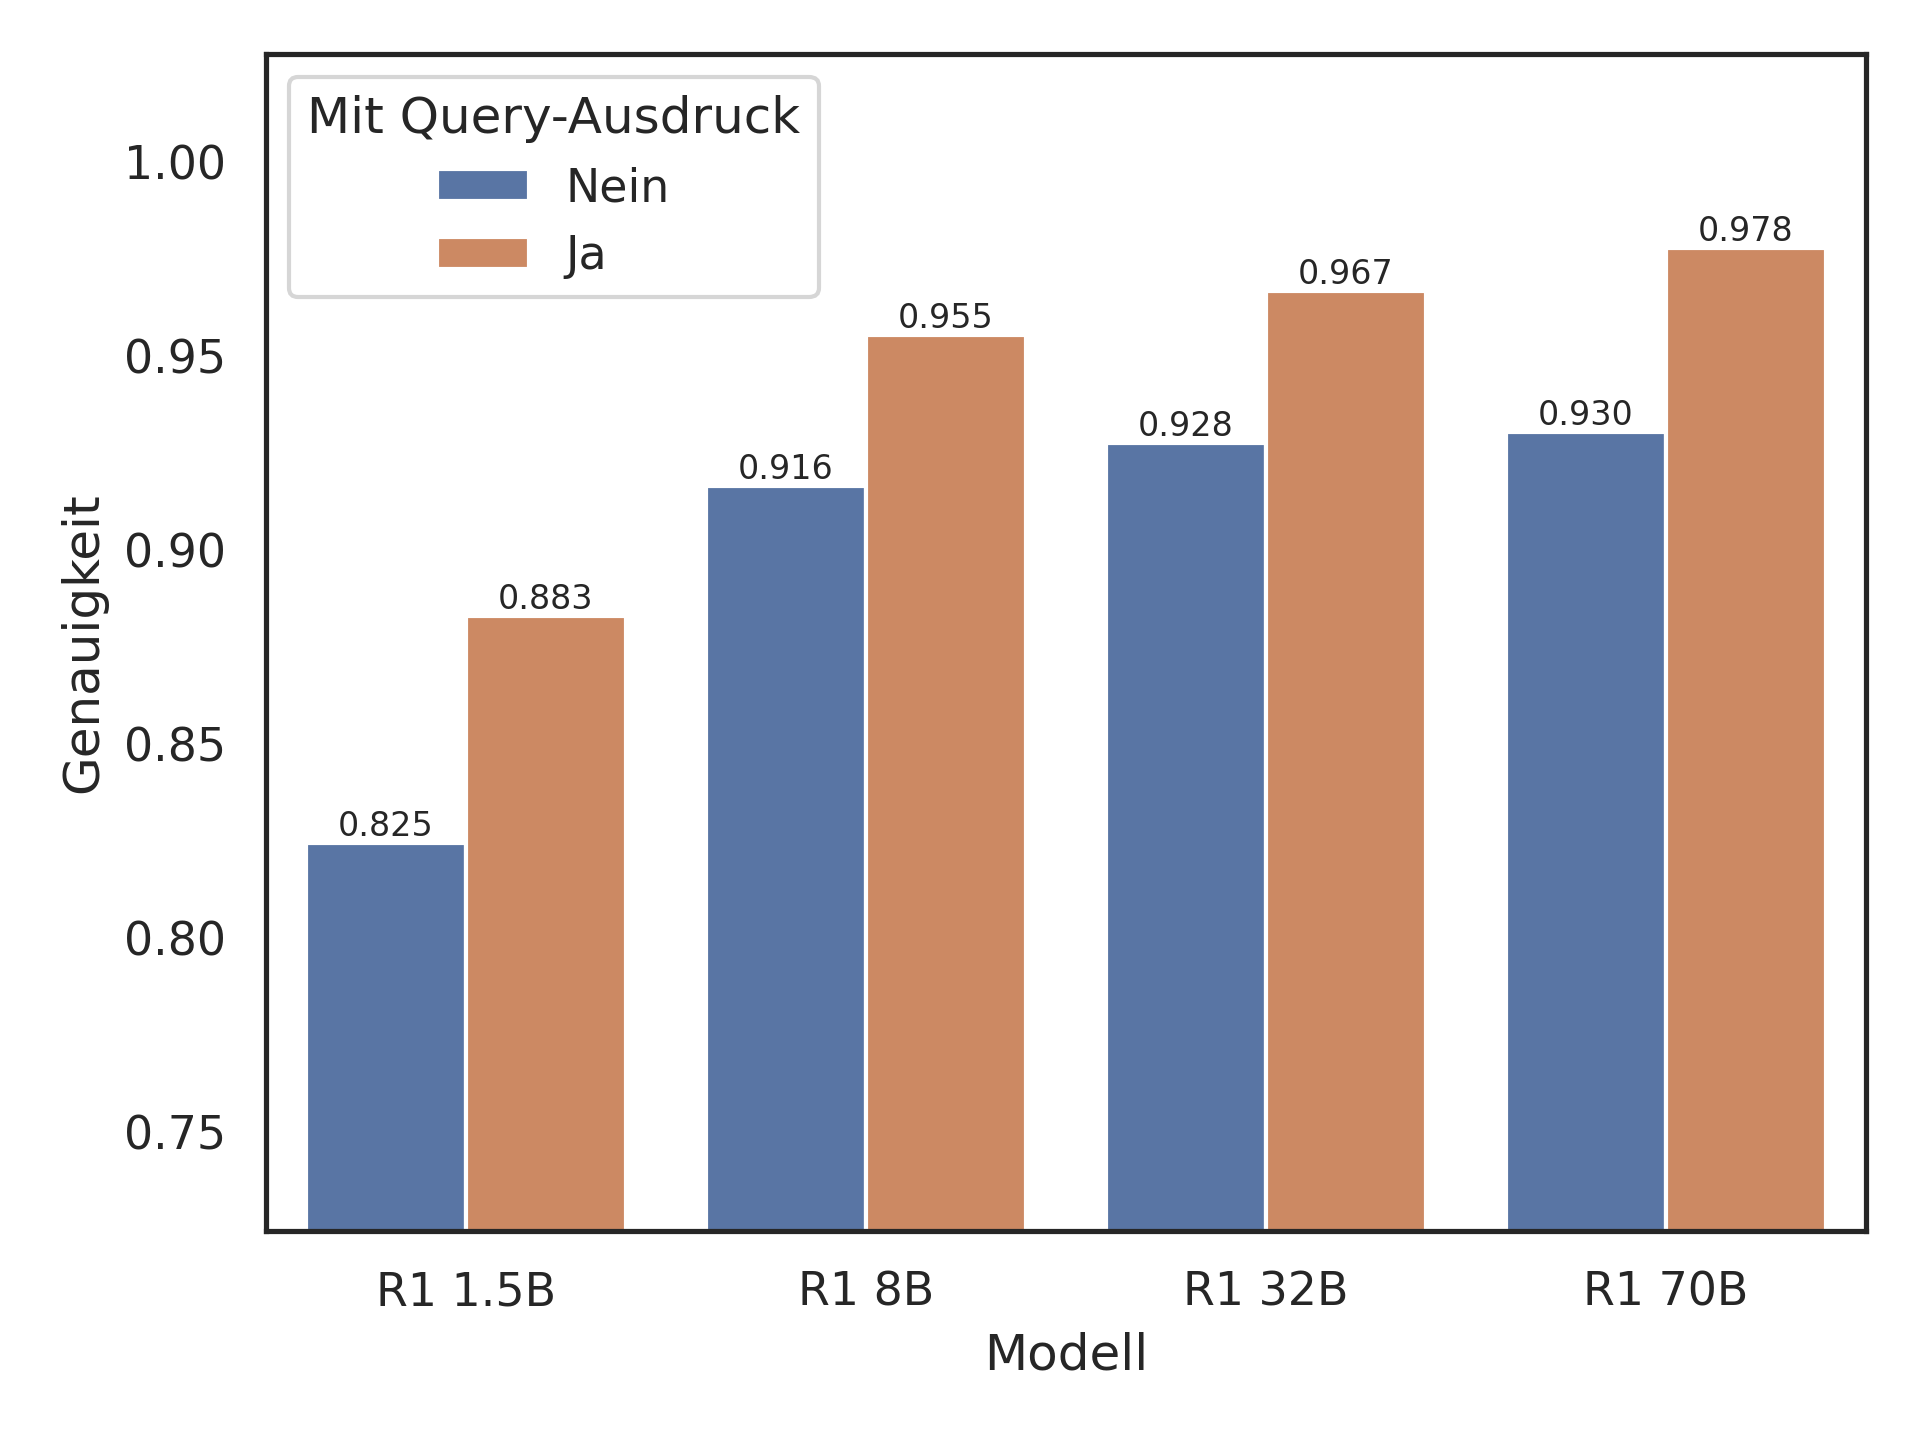 Mit Query-Ausdruck
Nein
Ja
Genauigkeit
1.00
0.95
0.90
0.85
0.80
0.75
0.825
0.883
0.916
0.955
0.928
0.967
0.930
0.978
R1 1.5B
R1 8B
R1 32B
R1 70B
Modell